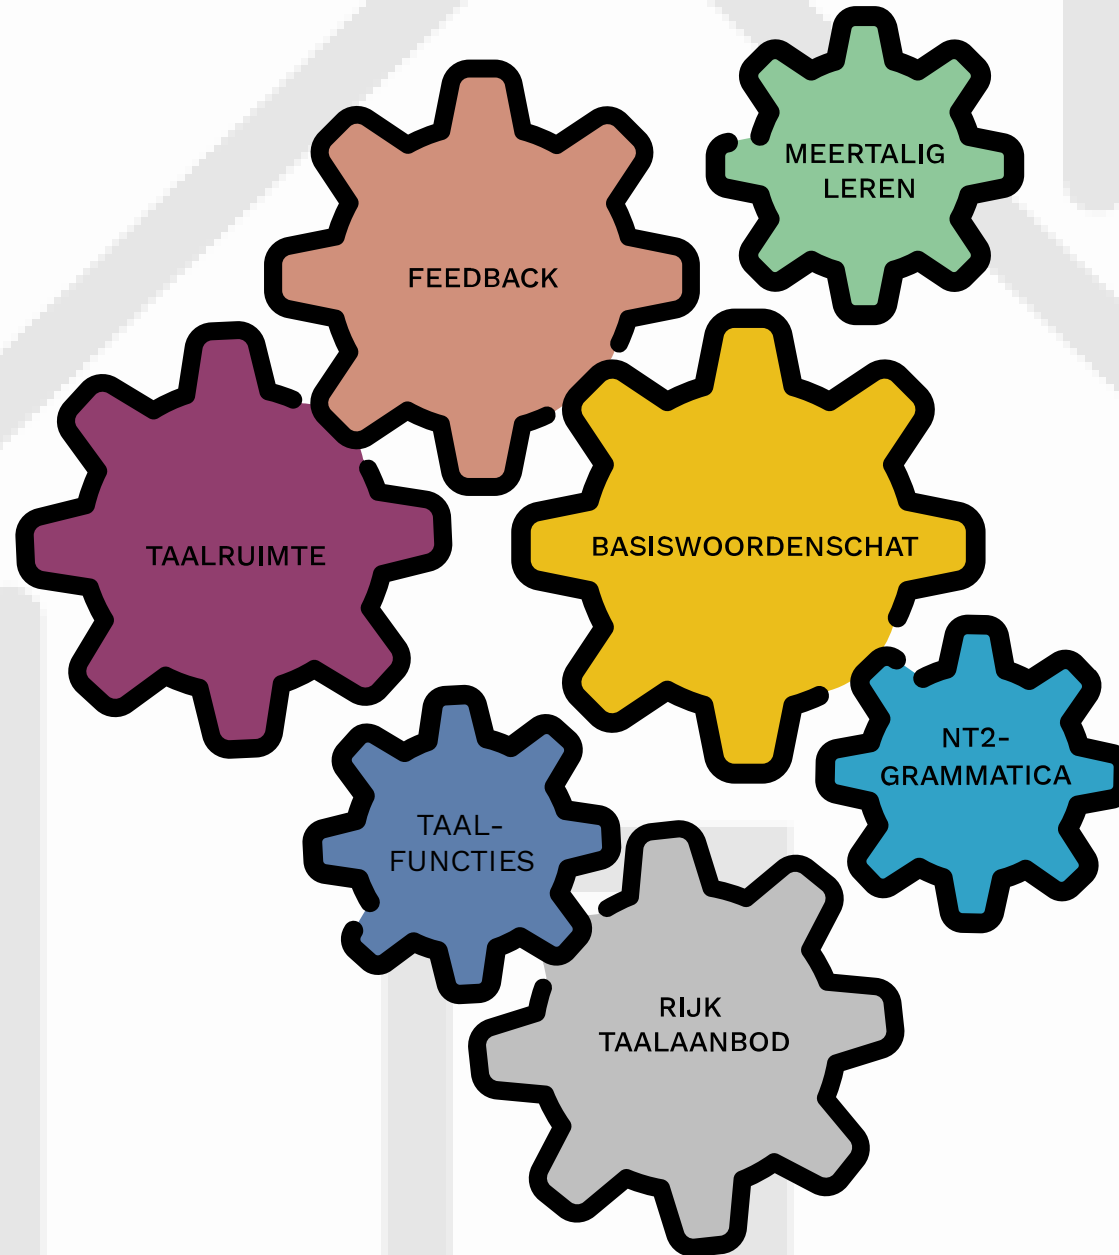 MEERTALIG
LEREN
FEEDBACK
TAALRUIMTE
BASISWOORDENSCHAT
NT2-
GRAMMATICA
TAAL-
FUNCTIES
RIJK
TAALAANBOD